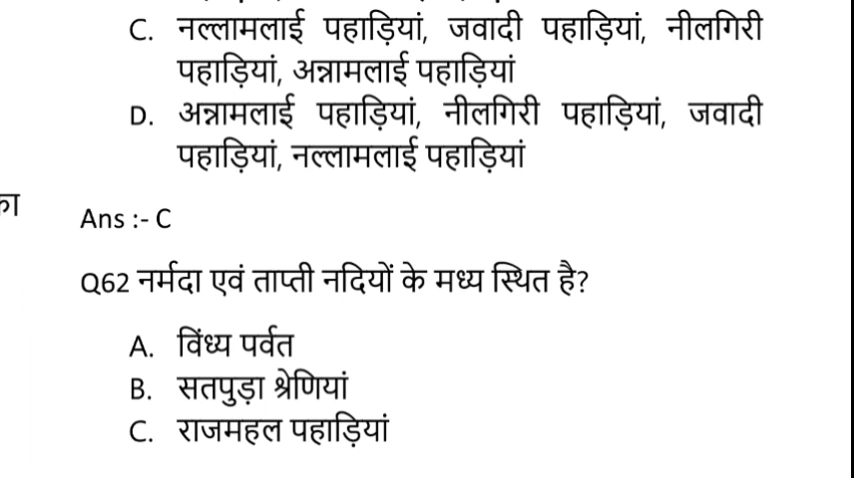 C. नल्लामलाई पहाड़ियां, जवादी पहाड़ियां, नीलगिरी
पहाड़ियां, अन्नामलाई पहाड़ियां
D. अन्नामलाई पहाड़ियां, नीलगिरी पहाड़ियां, जवादी
पहाड़ियां, नल्लामलाई पहाड़ियां
का
Ans :- C
Q62 नर्मदा एवं ताप्ती नदियों के मध्य स्थित है?
A. विंध्य पर्वत
B. सतपुड़ा श्रेणियां
C. राजमहल पहाड़ियां